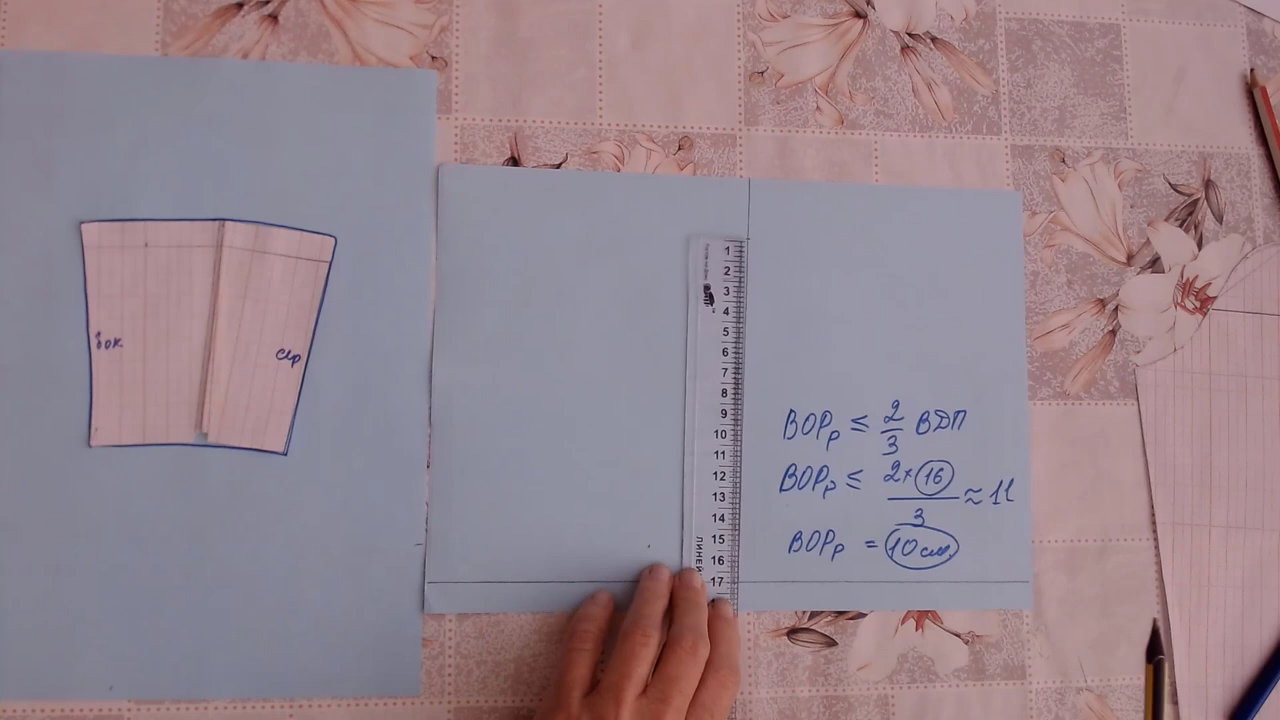 бок
ср
1
2
3
4
5
6
7
8
9
10
11
12
13
14
15
16
17
ЛИНЕЙ
ВОРр ≤ 2/3 ВДП
ВОРр ≤ 2×16/3 ≈ 11
ВОРр = 10 см.